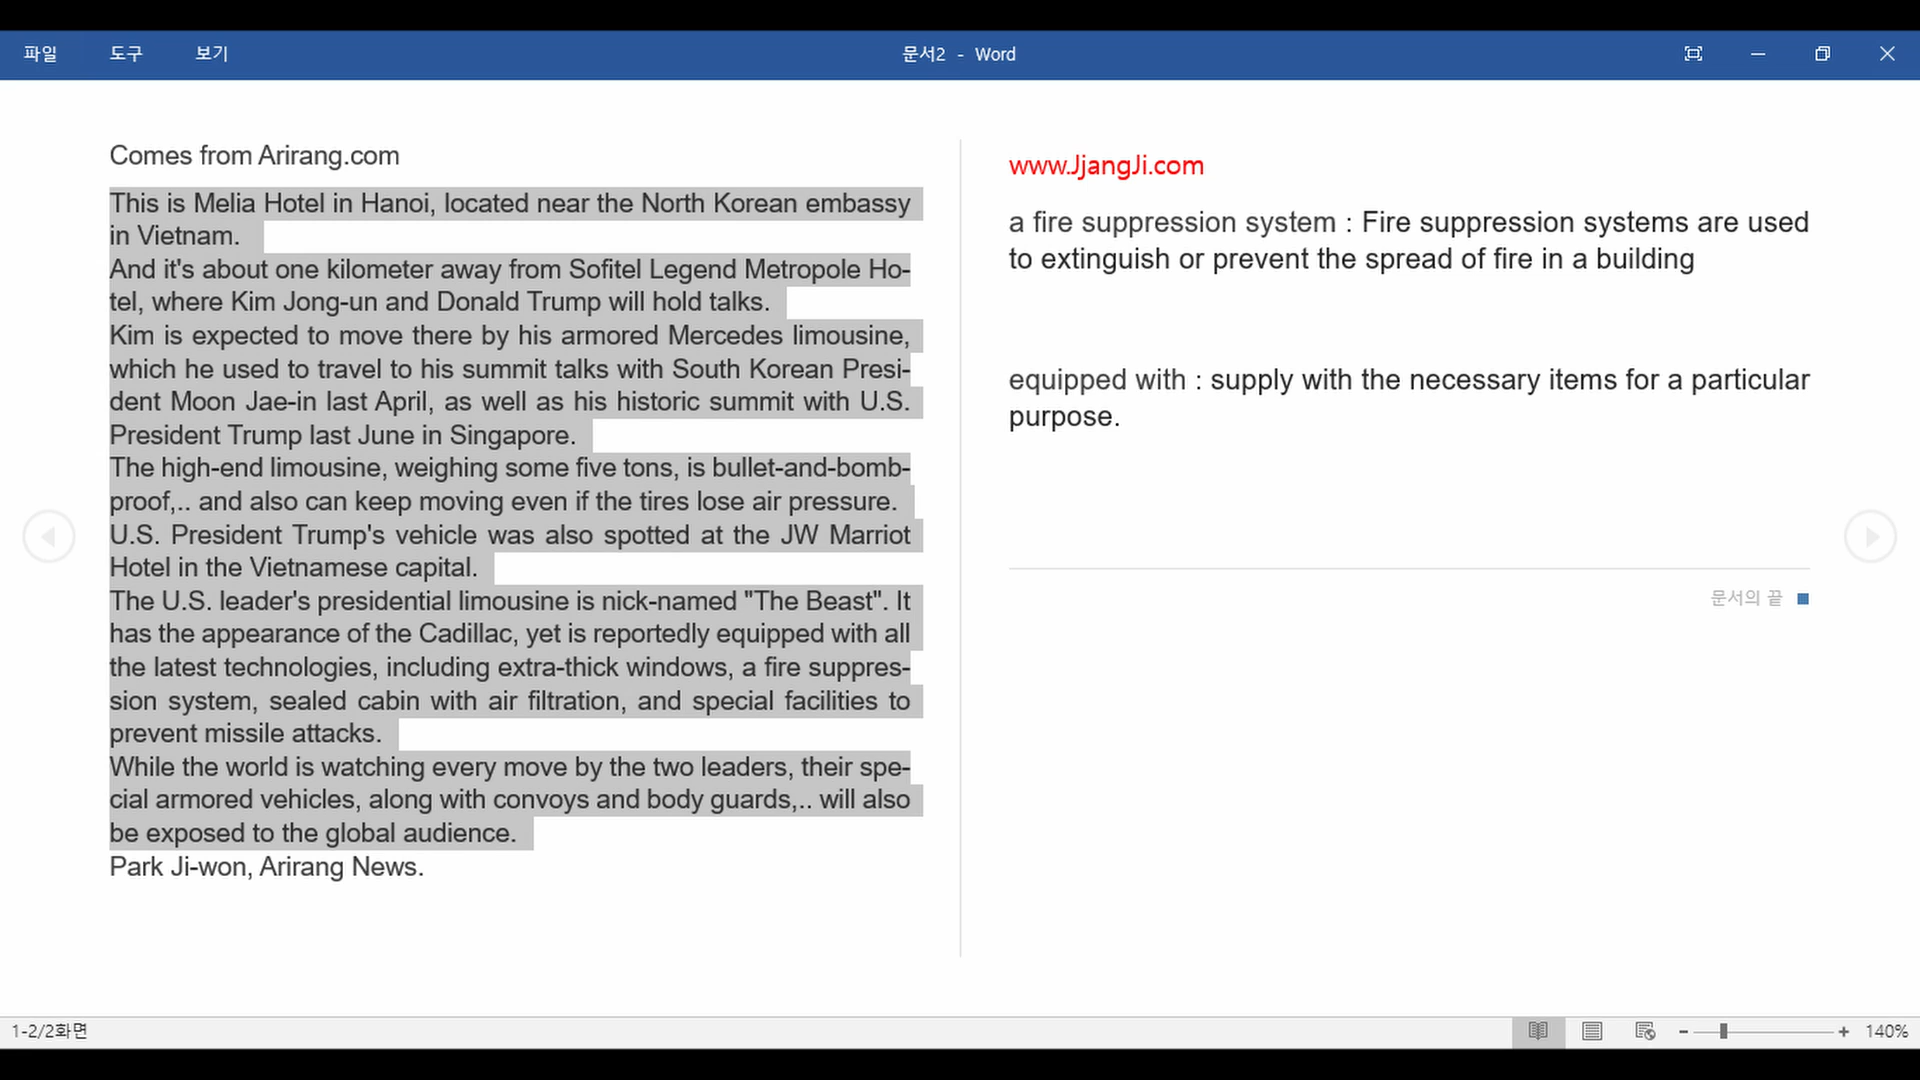 파일 도구 보기 문서2 - Word
Comes from Arirang.com
This is Melia Hotel in Hanoi, located near the North Korean embassy
in Vietnam.
And it's about one kilometer away from Sofitel Legend Metropole Ho-
tel, where Kim Jong-un and Donald Trump will hold talks.
Kim is expected to move there by his armored Mercedes limousine,
which he used to travel to his summit talks with South Korean Presi-
dent Moon Jae-in last April, as well as his historic summit with U.S.
President Trump last June in Singapore.
The high-end limousine, weighing some five tons, is bullet-and-bomb-
proof,.. and also can keep moving even if the tires lose air pressure.
U.S. President Trump's vehicle was also spotted at the JW Marriot
Hotel in the Vietnamese capital.
The U.S. leader's presidential limousine is nick-named "The Beast". It
has the appearance of the Cadillac, yet is reportedly equipped with all
the latest technologies, including extra-thick windows, a fire suppres-
sion system, sealed cabin with air filtration, and special facilities to
prevent missile attacks.
While the world is watching every move by the two leaders, their spe-
cial armored vehicles, along with convoys and body guards,.. will also
be exposed to the global audience.
Park Ji-won, Arirang News.
www.JjangJi.com
a fire suppression system : Fire suppression systems are used
to extinguish or prevent the spread of fire in a building
equipped with : supply with the necessary items for a particular
purpose.
문서의 끝
1-2/2화면
140%